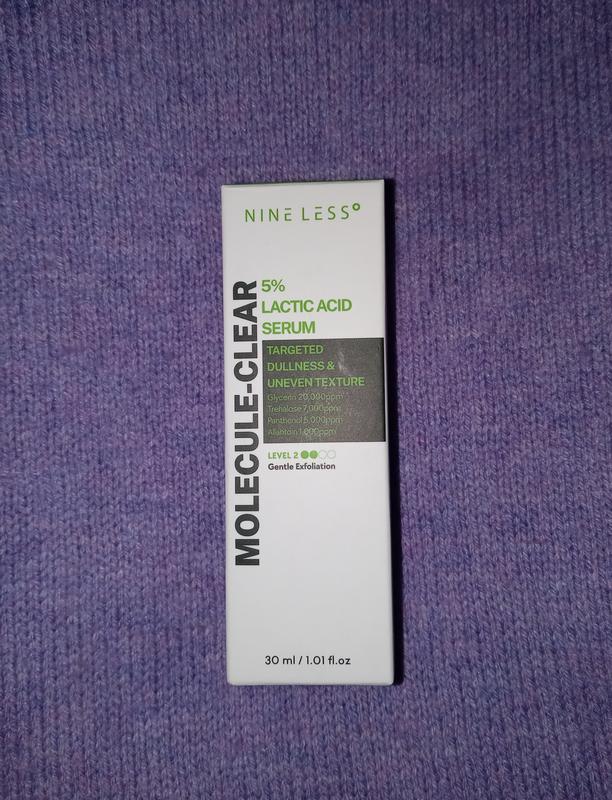 NINE LESS°
MOLECULE-CLEAR
5%
LACTIC ACID
SERUM
TARGETED
DULLNESS &
UNEVEN TEXTURE
Glycerin 20,000ppm
Trehalose 7,000ppm
Panthenol 5,000ppm
Allantoin 1,000ppm
LEVEL 2
Gentle Exfoliation
30 ml / 1.01 fl.oz